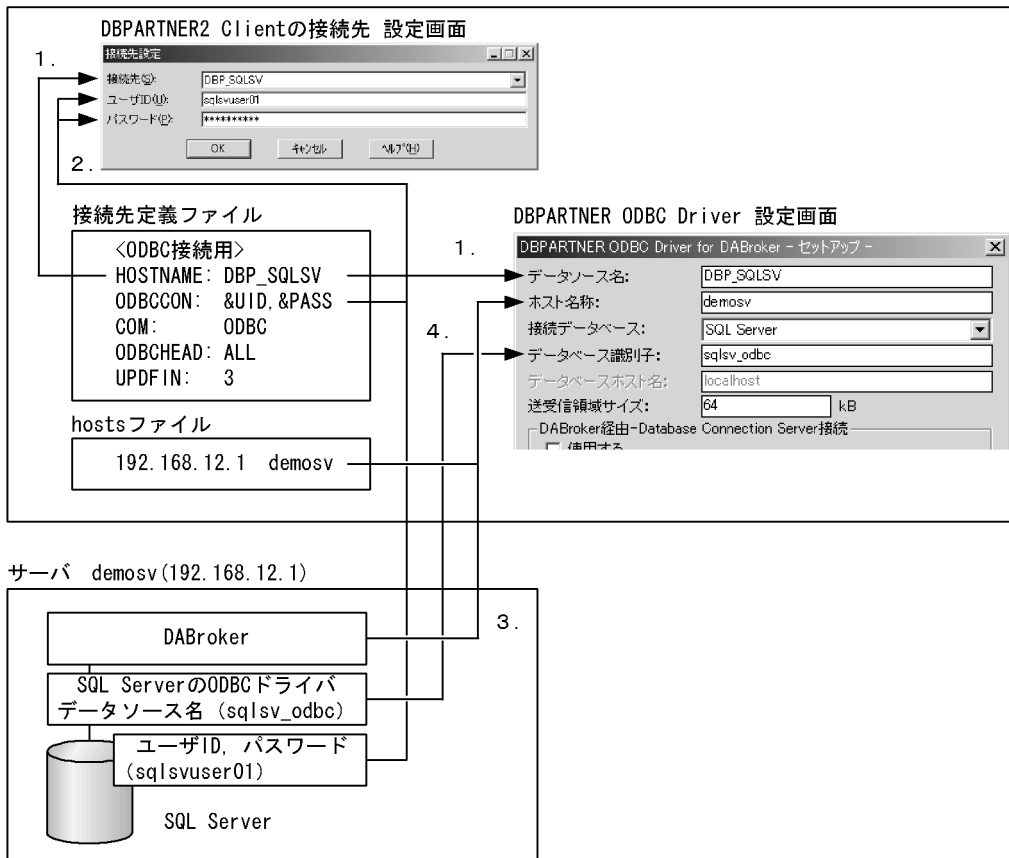 DBPARTNER2 Clientの接続先 設定画面
1.
接続先設定
接続先(S):
DBP_SQLSV
ユーザID(U):
sqlsvuser01
パスワード(P):
**********
OK
キャンセル
ヘルプ(H)
2.
接続先定義ファイル
<ODBC接続用>
HOSTNAME: DBP_SQLSV
ODBCCON: &UID,&PASS
COM: ODBC
ODBCHEAD: ALL
UPDFIN: 3
hostsファイル
192.168.12.1 demosv
DBPARTNER ODBC Driver 設定画面
DBPARTNER ODBC Driver for DABroker - セットアップ -
1.
データソース名:
DBP_SQLSV
ホスト名称:
demosv
接続データベース:
SQL Server
4.
データベース識別子:
sqlsv_odbc
データベースホスト名:
localhost
送受信領域サイズ:
64
kB
DABroker経由-Database Connection Server接続
使用する
サーバ demosv(192.168.12.1)
3.
DABroker
SQL ServerのODBCドライバ
データソース名 (sqlsv_odbc)
ユーザID, パスワード
(sqlsvuser01)
SQL Server